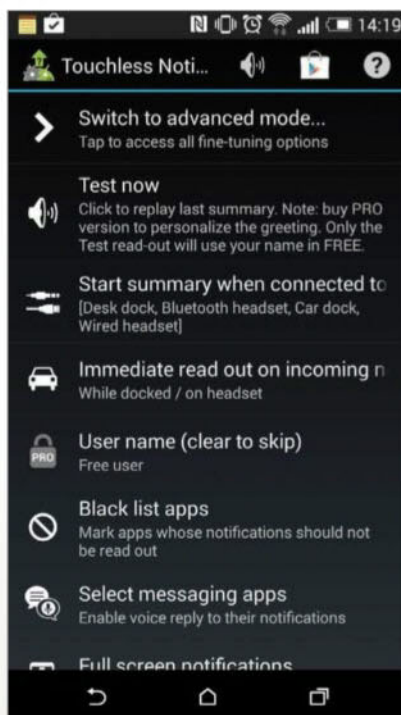 14:19
Touchless Noti...
Switch to advanced mode...
Tap to access all fine-tuning options
Test now
Click to replay last summary. Note: buy PRO
version to personalize the greeting. Only the
Test read-out will use your name in FREE.
Start summary when connected to
[Desk dock, Bluetooth headset, Car dock,
Wired headset]
Immediate read out on incoming n
While docked / on headset
PRO
User name (clear to skip)
Free user
Black list apps
Mark apps whose notifications should not
be read out
Select messaging apps
Enable voice reply to their notifications
Full screen notifications